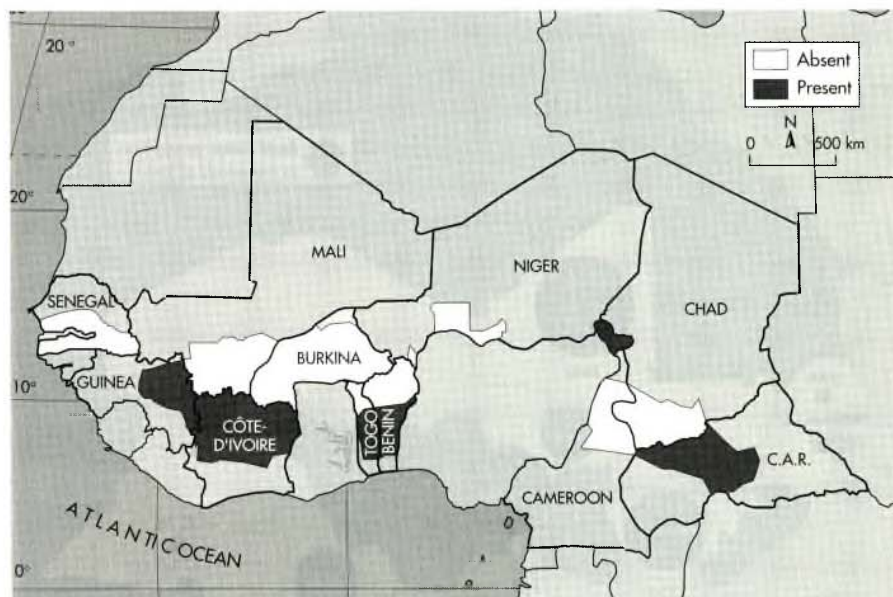 20°
Absent
Present
N
0 500 km
20°
MALI
NIGER
CHAD
SENEGAL
BURKINA
GUINEA
10°
CÔTE-
D'IVOIRE
TOGO
BENIN
C.A.R.
CAMEROON
ATLANTIC OCEAN
0°